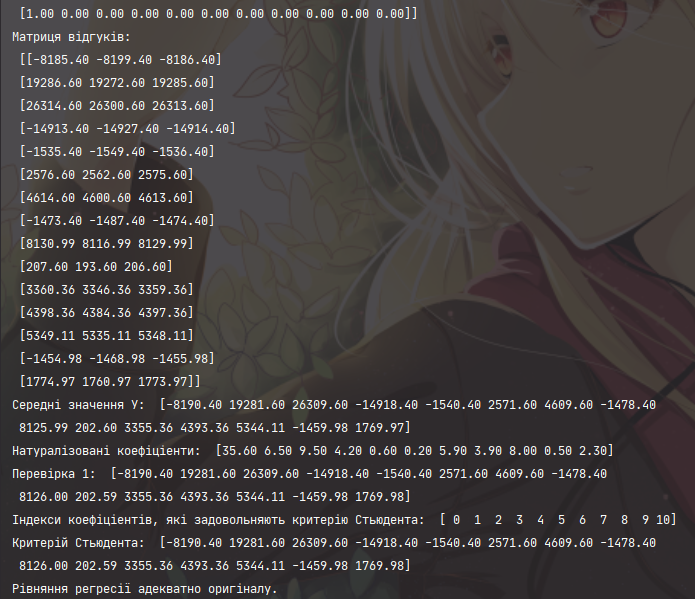 [1.00 0.00 0.00 0.00 0.00 0.00 0.00 0.00 0.00 0.00 0.00]]
Матриця відгуків:
[[-8185.40 -8199.40 -8186.40]
[19286.60 19272.60 19285.60]
[26314.60 26300.60 26313.60]
[-14913.40 -14927.40 -14914.40]
[-1535.40 -1549.40 -1536.40]
[2576.60 2562.60 2575.60]
[4614.60 4600.60 4613.60]
[-1473.40 -1487.40 -1474.40]
[8130.99 8116.99 8129.99]
[207.60 193.60 206.60]
[3360.36 3346.36 3359.36]
[4398.36 4384.36 4397.36]
[5349.11 5335.11 5348.11]
[-1454.98 -1468.98 -1455.98]
[1774.97 1760.97 1773.97]]
Середні значення Y:  [-8190.40 19281.60 26309.60 -14918.40 -1540.40 2571.60 4609.60 -1478.40
8125.99 202.60 3355.36 4393.36 5344.11 -1459.98 1769.97]
Натуралізовані коефіціенти:  [35.60 6.50 9.50 4.20 0.60 0.20 5.90 3.90 8.00 0.50 2.30]
Перевірка 1:  [-8190.40 19281.60 26309.60 -14918.40 -1540.40 2571.60 4609.60 -1478.40
8126.00 202.59 3355.36 4393.36 5344.11 -1459.98 1769.98]
Індекси коефіціентів, які задовольняють критерію Стьюдента:  [ 0  1  2  3  4  5  6  7  8  9 10]
Критерій Стьюдента:  [-8190.40 19281.60 26309.60 -14918.40 -1540.40 2571.60 4609.60 -1478.40
8126.00 202.59 3355.36 4393.36 5344.11 -1459.98 1769.98]
Рівняння регресії адекватно оригіналу.